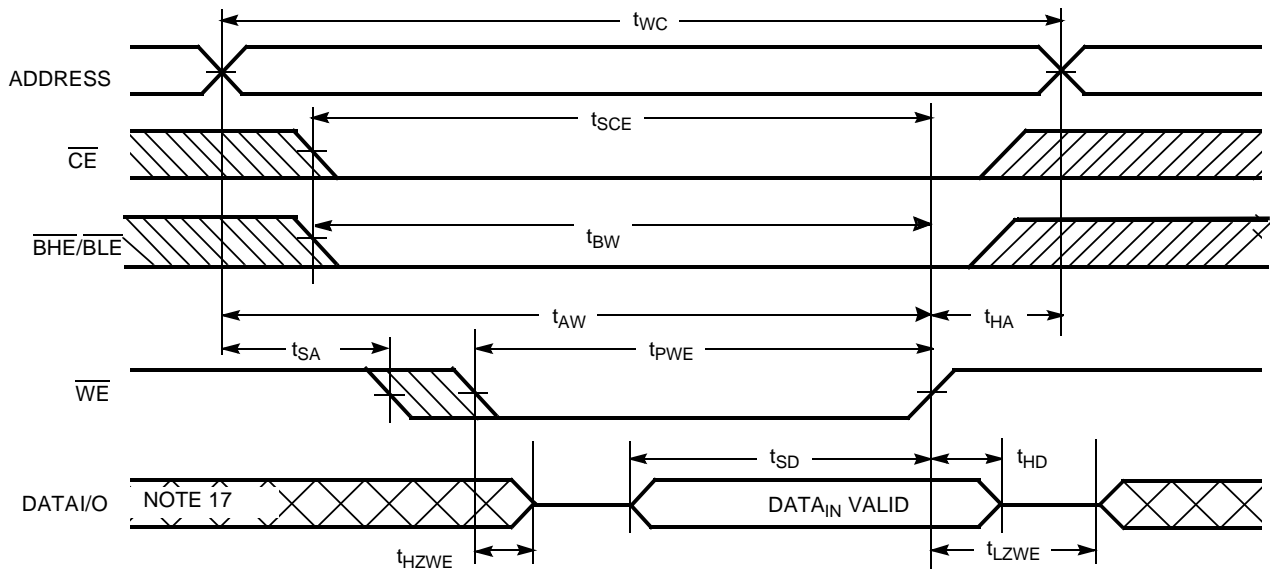 tWC
ADDRESS
tSCE
CE
BHE/BLE
tBW
tAW
tHA
tSA
tPWE
WE
tSD
tHD
DATAI/O
NOTE 17
DATAIN VALID
tHZWE
tLZWE